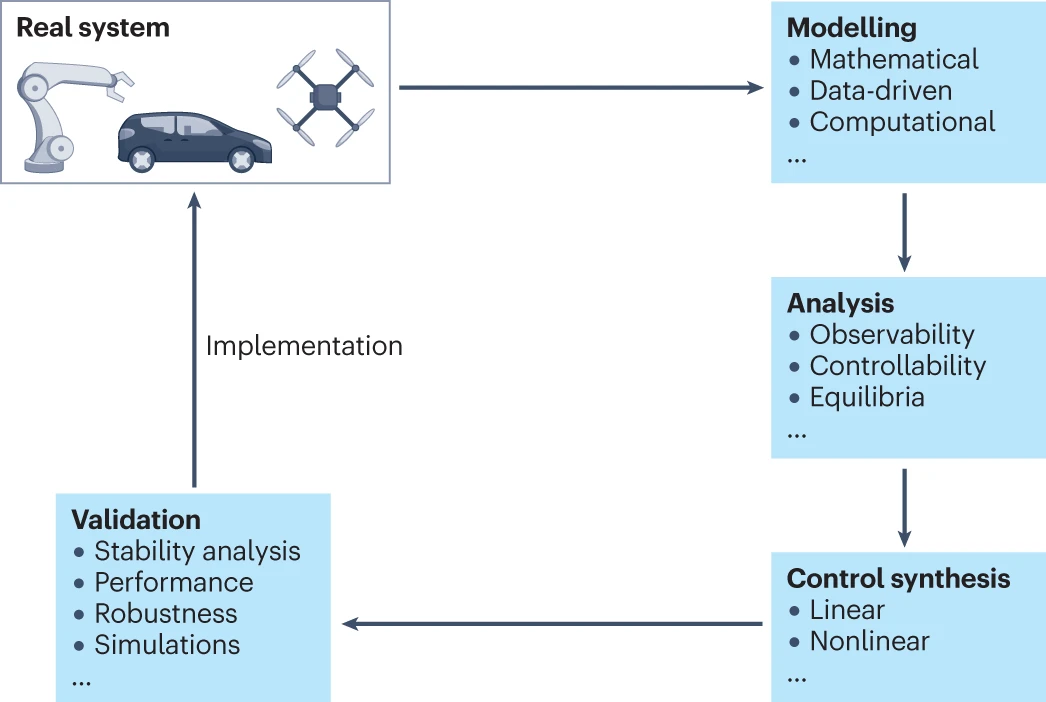 Real system
Modelling
• Mathematical
• Data-driven
• Computational
...
Analysis
• Observability
• Controllability
• Equilibria
...
Control synthesis
• Linear
• Nonlinear
...
Validation
• Stability analysis
• Performance
• Robustness
• Simulations
...
Implementation